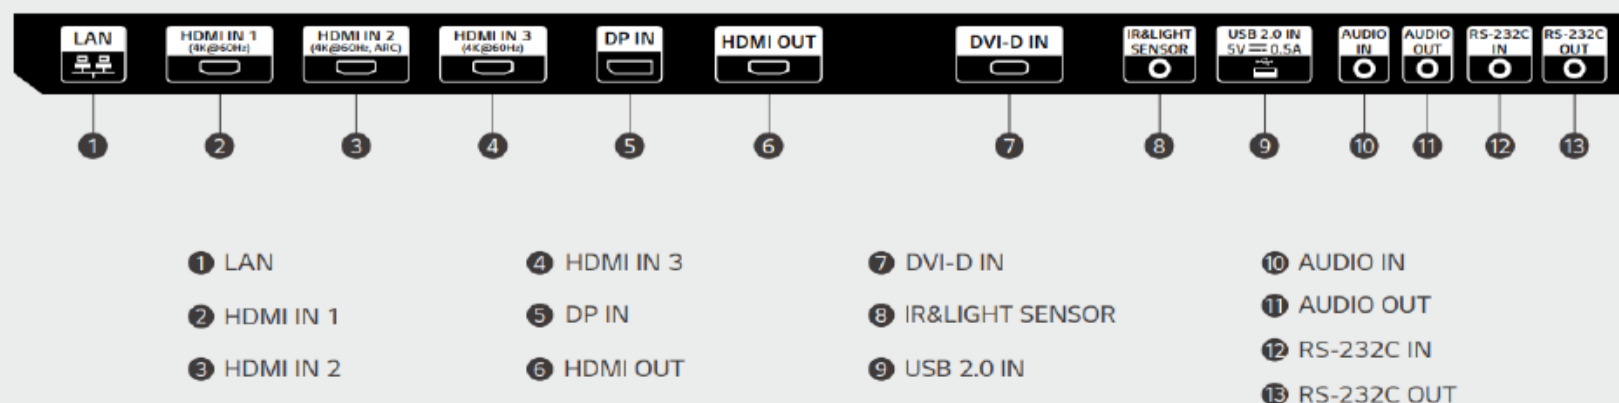 LAN
HDMI IN 1
(4K@60Hz)
HDMI IN 2
(4K@60Hz, ARC)
HDMI IN 3
(4K@60Hz)
DP IN
HDMI OUT
DVI-D IN
IR&LIGHT
SENSOR
USB 2.0 IN
5V ⎓ 0.5A
AUDIO
IN
AUDIO
OUT
RS-232C
IN
RS-232C
OUT
1 2 3 4 5 6 7 8 9 10 11 12 13
1 LAN
2 HDMI IN 1
3 HDMI IN 2
4 HDMI IN 3
5 DP IN
6 HDMI OUT
7 DVI-D IN
8 IR&LIGHT SENSOR
9 USB 2.0 IN
10 AUDIO IN
11 AUDIO OUT
12 RS-232C IN
13 RS-232C OUT